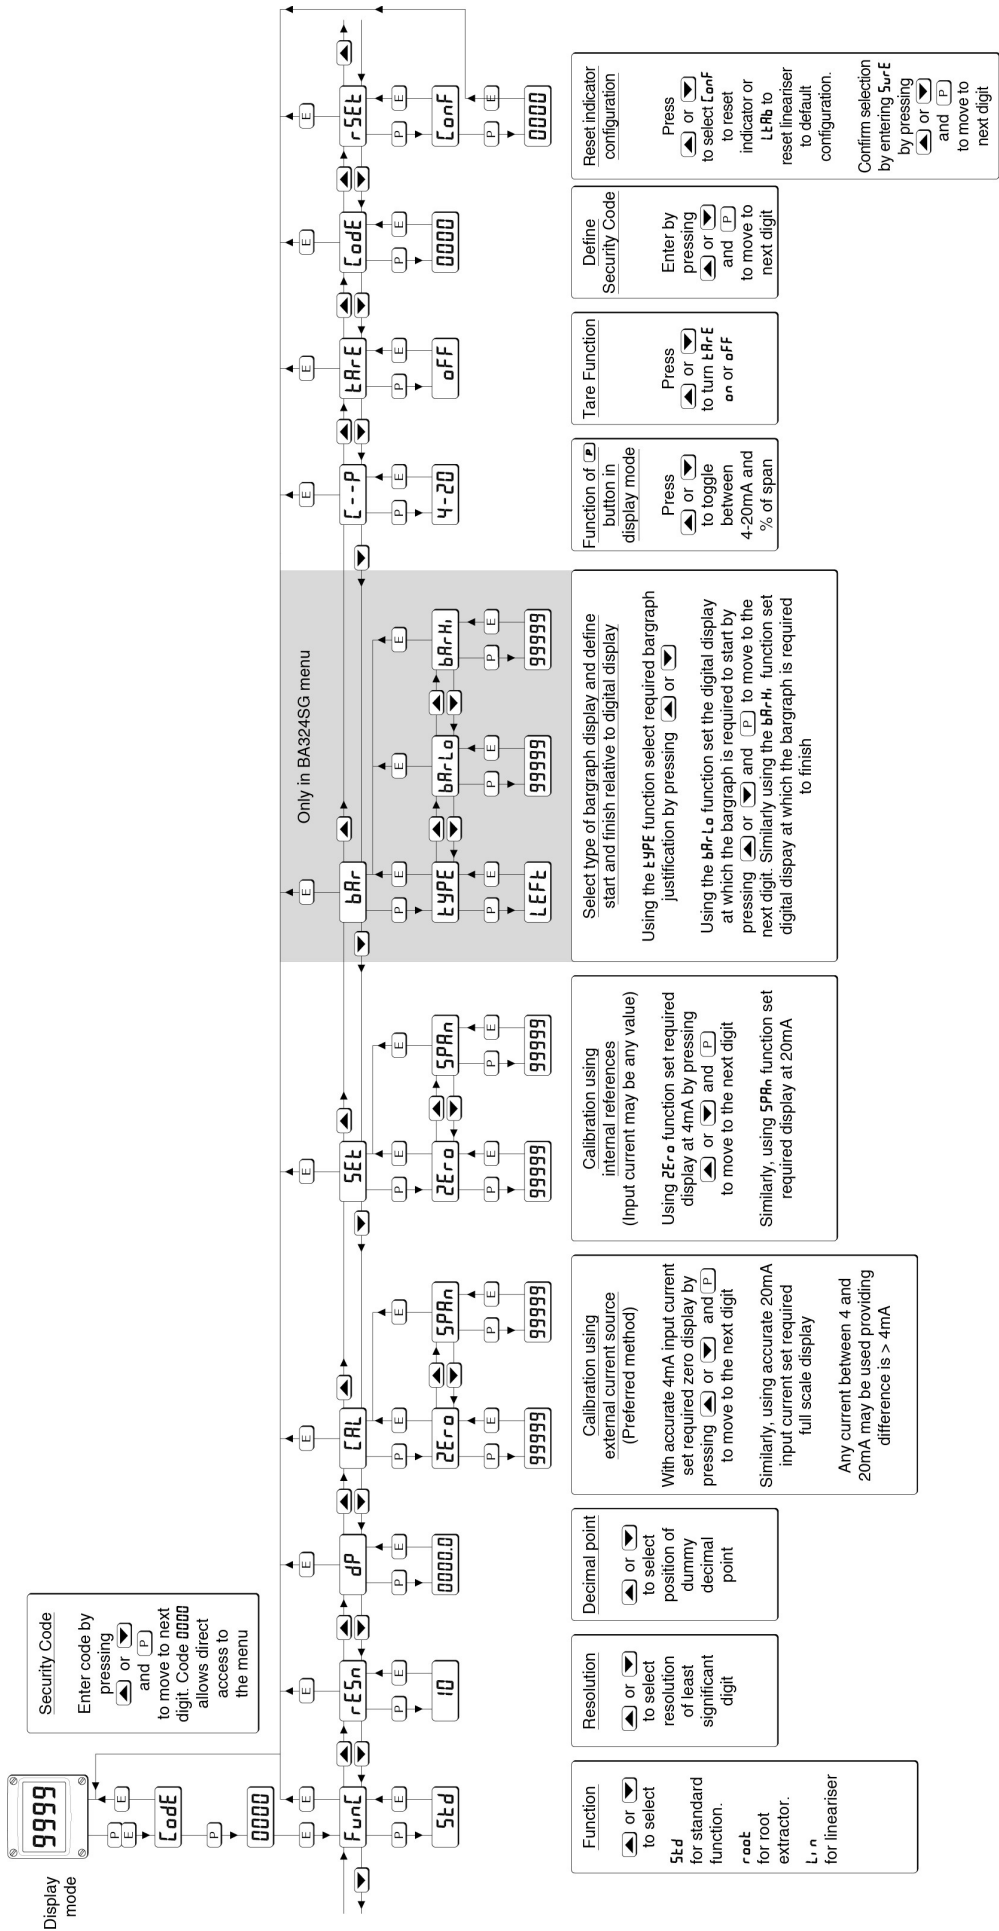 Display
mode
9999
P
E
E
CodE
P
0000
E
Security Code
Enter code by
pressing
▲ or ▼
and P
to move to next
digit. Code 0000
allows direct
access to
the menu
E
FunC
P
E
Std
E
rESn
P
E
10
E
dP
P
E
0000.0
E
CAL
P
E
E
2Ero
SPAn
P
E
P
E
99999
99999
E
SEt
P
E
E
2Ero
SPAn
P
E
P
E
99999
99999
Only in BA324SG menu
E
bAr
P
E
E
E
tYPE
bArLo
bArHi
P
E
P
E
P
E
LEFt
99999
99999
E
C--P
P
E
4-20
E
tArE
P
E
oFF
E
CodE
P
E
0000
E
rSEt
P
E
ConF
P
E
0000
Function
▲ or ▼
to select
Std
for standard
function.
root
for root
extractor.
Lin
for lineariser
Resolution
▲ or ▼
to select
resolution
of least
significant
digit
Decimal point
▲ or ▼
to select
position of
dummy
decimal
point
Calibration using
external current source
(Preferred method)
With accurate 4mA input current
set required zero display by
pressing ▲ or ▼ and P
to move to the next digit
Similarly, using accurate 20mA
input current set required
full scale display
Any current between 4 and
20mA may be used providing
difference is > 4mA
Calibration using
internal references
(Input current may be any value)
Using 2Ero function set required
display at 4mA by pressing
▲ or ▼ and P
to move to the next digit
Similarly, using SPAn function set
required display at 20mA
Select type of bargraph display and define
start and finish relative to digital display
Using the tYPE function select required bargraph
justification by pressing ▲ or ▼
Using the bArLo function set the digital display
at which the bargraph is required to start by
pressing ▲ or ▼ and P to move to the
next digit. Similarly using the bArHi function set
digital dispay at which the bargraph is required
to finish
Function of P
button in
display mode
Press
▲ or ▼
to toggle
between
4-20mA and
% of span
Tare Function
Press
▲ or ▼
to turn tArE
on or oFF
Define
Security Code
Enter by
pressing
▲ or ▼
and P
to move to
next digit
Reset indicator
configuration
Press
▲ or ▼
to select ConF
to reset
indicator or
LtAb to
reset lineariser
to default
configuration.
Confirm selection
by entering SurE
by pressing
▲ or ▼
and P
to move to
next digit